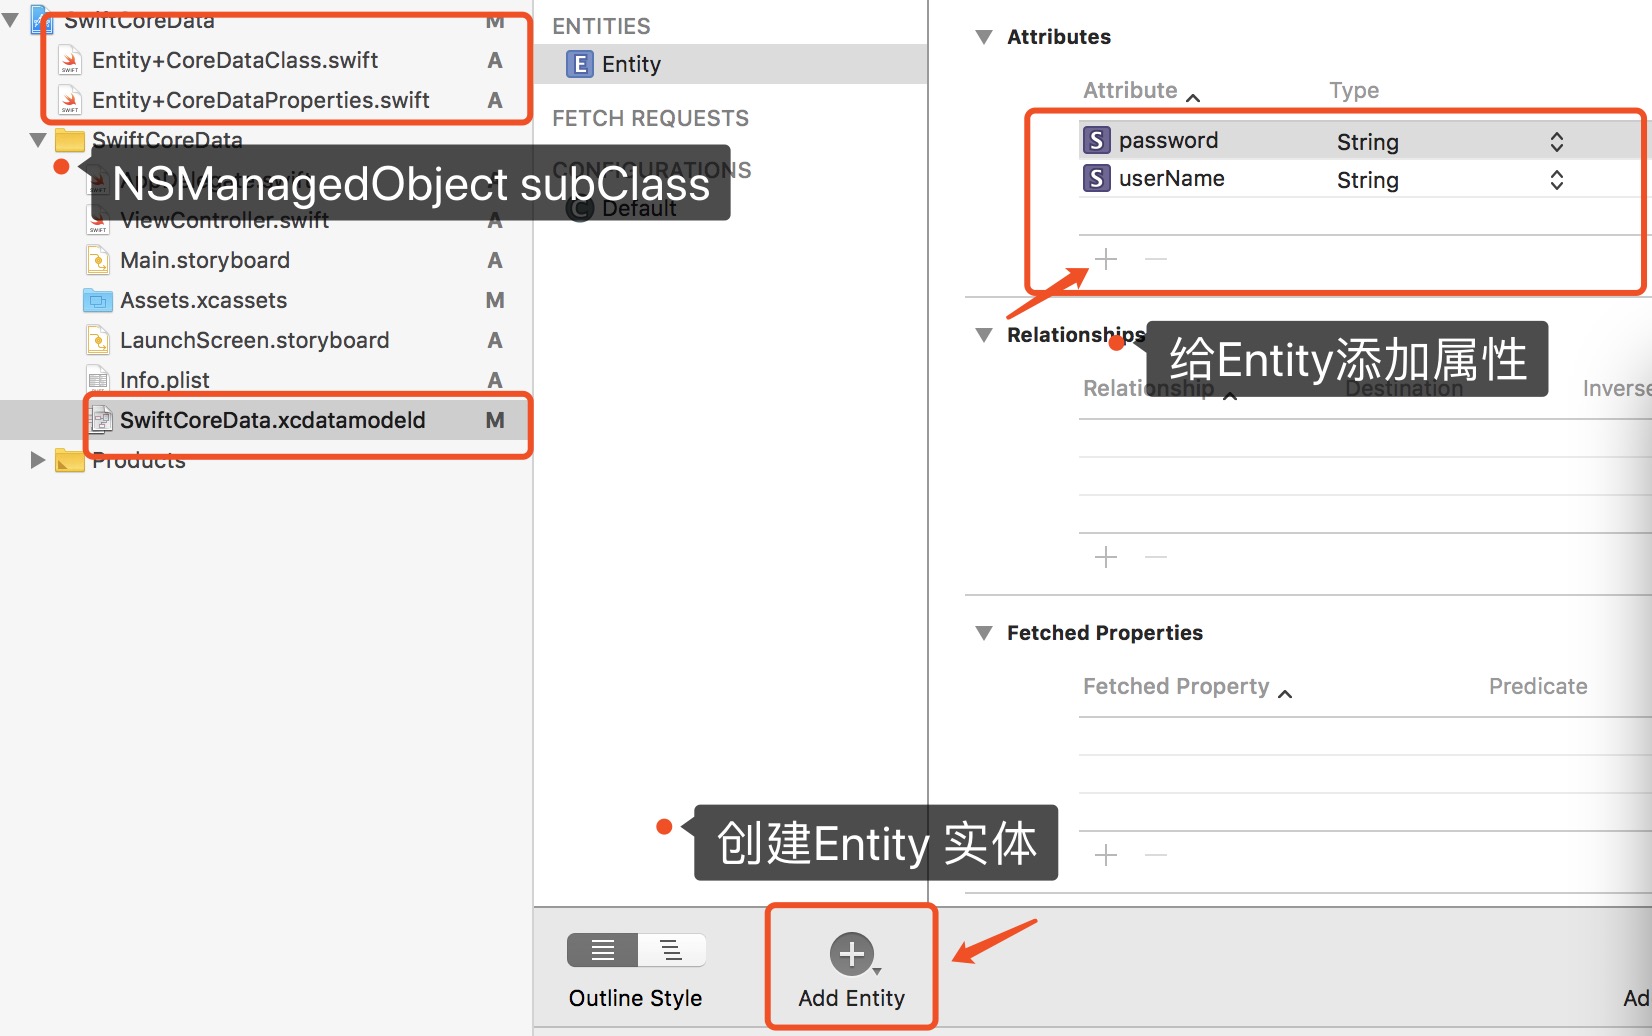 SwiftCoreData M
Entity+CoreDataClass.swift A
Entity+CoreDataProperties.swift A
SwiftCoreData
NSManagedObject subClass
AppDelegate.swift
ViewController.swift A
Main.storyboard A
Assets.xcassets M
LaunchScreen.storyboard A
Info.plist A
SwiftCoreData.xcdatamodeld M
Products
ENTITIES
E Entity
FETCH REQUESTS
CONFIGURATIONS
C Default
创建Entity 实体
Outline Style
Add Entity
Attributes
Attribute Type
S password String
S userName String
Relationships
给Entity添加属性
Relationship Destination Inverse
Fetched Properties
Fetched Property Predicate
Ad